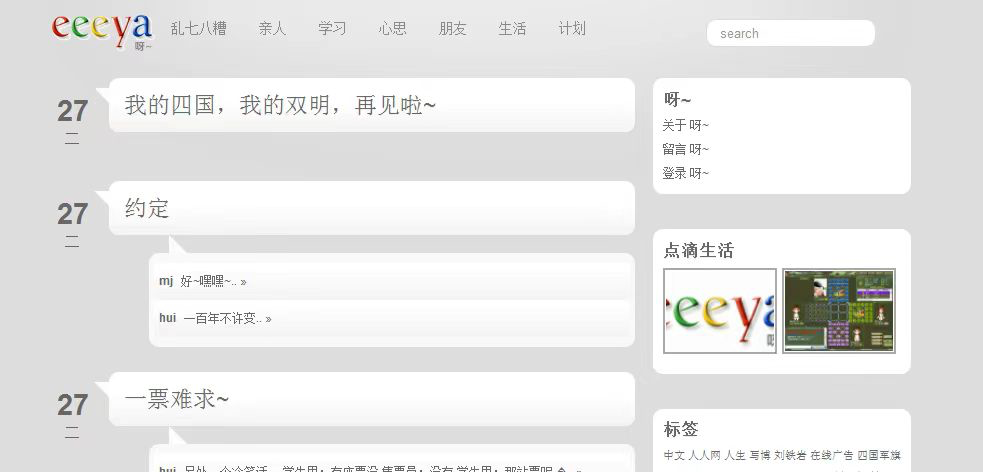 eeeya
呀~
乱七八糟 亲人 学习 心思 朋友 生活 计划
search
27
二
我的四国，我的双明，再见啦~
27
二
约定
mj 好~嘿嘿~.. »
hui 一百年不许变.. »
27
二
一票难求~
hui
呀~
关于 呀~
留言 呀~
登录 呀~
点滴生活
eeeya
标签
中文 人人网 人生 写博 刘铁岩 在线广告 四国军旗